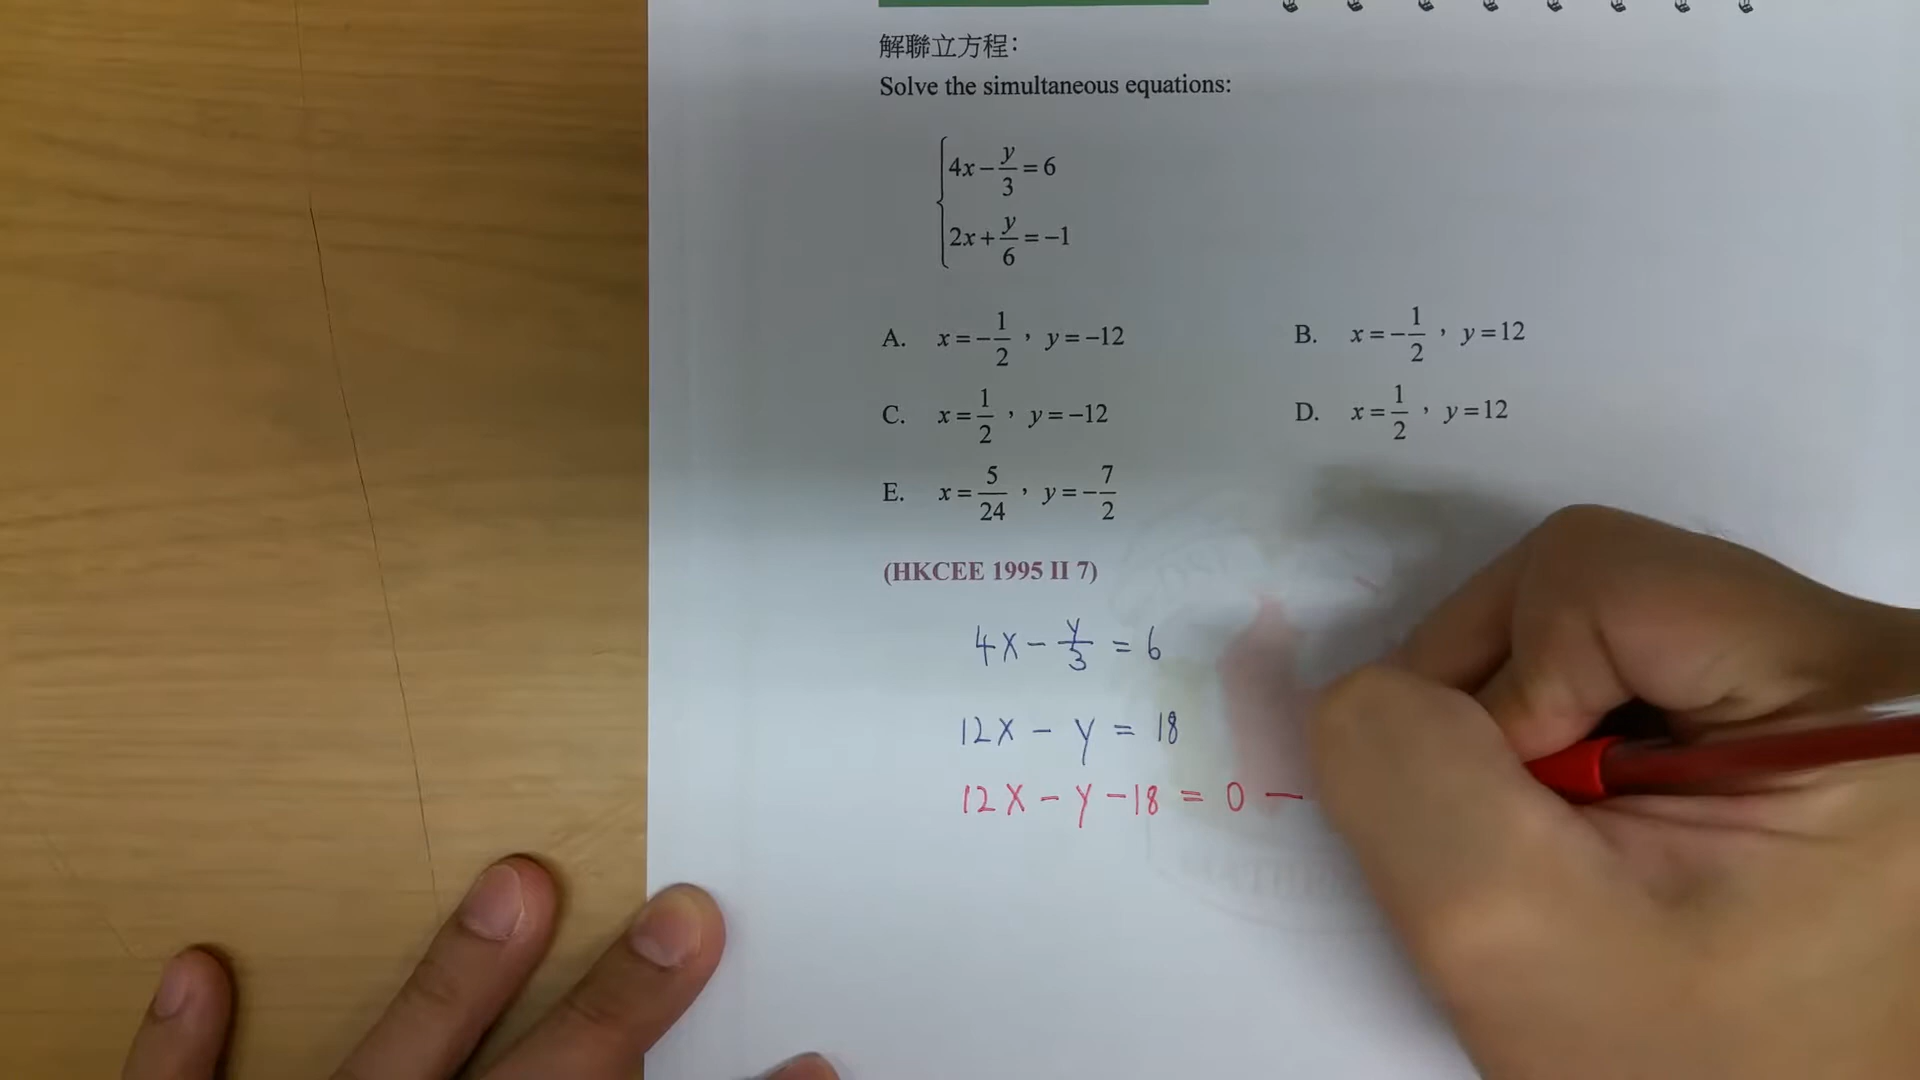 解聯立方程：
Solve the simultaneous equations:
4x − y/3 = 6
2x + y/6 = −1
A. x = −1/2 ， y = −12
B. x = −1/2 ， y = 12
C. x = 1/2 ， y = −12
D. x = 1/2 ， y = 12
E. x = 5/24 ， y = −7/2
(HKCEE 1995 II 7)
4x − y/3 = 6
12x − y = 18
12x − y − 18 = 0 —